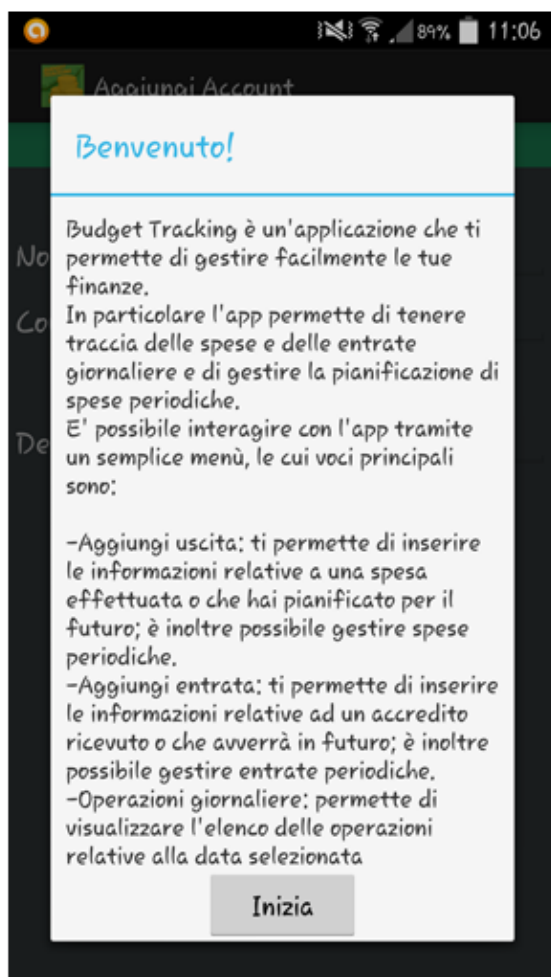 89% 11:06
Aggiungi Account
Benvenuto!
Budget Tracking è un'applicazione che ti
permette di gestire facilmente le tue
finanze.
In particolare l'app permette di tenere
traccia delle spese e delle entrate
giornaliere e di gestire la pianificazione di
spese periodiche.
E' possibile interagire con l'app tramite
un semplice menù, le cui voci principali
sono:
-Aggiungi uscita: ti permette di inserire
le informazioni relative a una spesa
effettuata o che hai pianificato per il
futuro; è inoltre possibile gestire spese
periodiche.
-Aggiungi entrata: ti permette di inserire
le informazioni relative ad un accredito
ricevuto o che avverrà in futuro; è inoltre
possibile gestire entrate periodiche.
-Operazioni giornaliere: permette di
visualizzare l'elenco delle operazioni
relative alla data selezionata
Inizia
No
Co
De